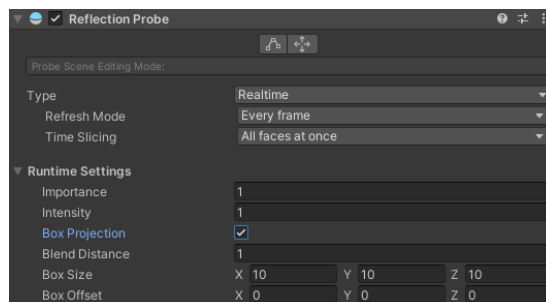 Reflection Probe
Probe Scene Editing Mode:
Type Realtime
Refresh Mode Every frame
Time Slicing All faces at once
Runtime Settings
Importance 1
Intensity 1
Box Projection
Blend Distance 1
Box Size X 10 Y 10 Z 10
Box Offset X 0 Y 0 Z 0